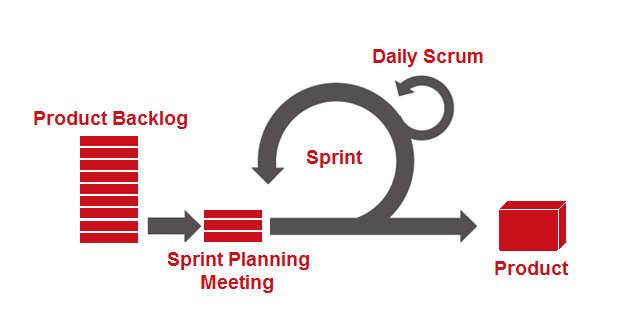 Daily Scrum
Product Backlog
Sprint
Sprint Planning
Meeting
Product